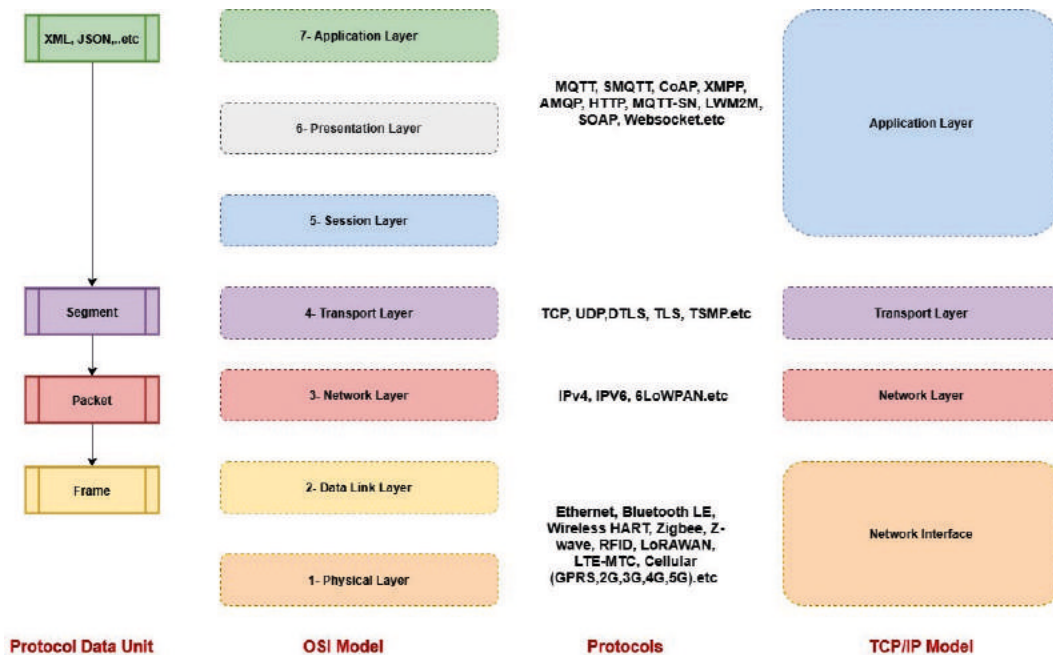 XML, JSON,..etc
7- Application Layer
MQTT, SMQTT, CoAP, XMPP,
AMQP, HTTP, MQTT-SN, LWM2M,
SOAP, Websocket.etc
Application Layer
6- Presentation Layer
5- Session Layer
Segment
4- Transport Layer
TCP, UDP,DTLS, TLS, TSMP.etc
Transport Layer
Packet
3- Network Layer
IPv4, IPV6, 6LoWPAN.etc
Network Layer
Frame
2- Data Link Layer
Ethernet, Bluetooth LE,
Wireless HART, Zigbee, Z-
wave, RFID, LoRAWAN,
LTE-MTC, Cellular
(GPRS,2G,3G,4G,5G).etc
Network Interface
1- Physical Layer
Protocol Data Unit
OSI Model
Protocols
TCP/IP Model